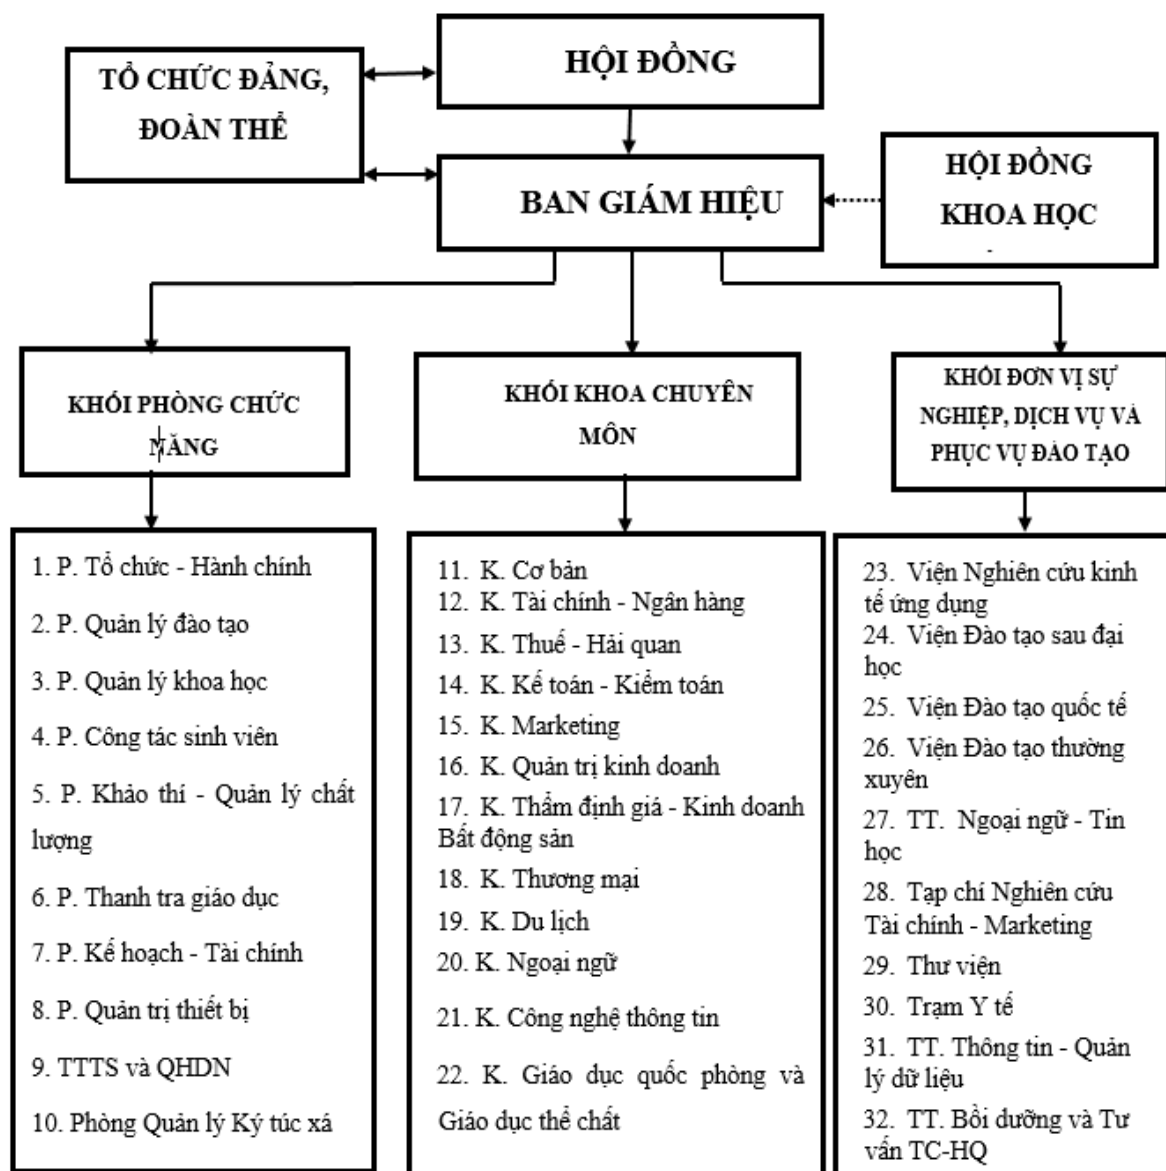 HỘI ĐỒNG
TỔ CHỨC ĐẢNG,
ĐOÀN THỂ
BAN GIÁM HIỆU
HỘI ĐỒNG
KHOA HỌC
KHỐI PHÒNG CHỨC
NĂNG
KHỐI KHOA CHUYÊN
MÔN
KHỐI ĐƠN VỊ SỰ
NGHIỆP, DỊCH VỤ VÀ
PHỤC VỤ ĐÀO TẠO
1. P. Tổ chức - Hành chính
2. P. Quản lý đào tạo
3. P. Quản lý khoa học
4. P. Công tác sinh viên
5. P. Khảo thí - Quản lý chất
lượng
6. P. Thanh tra giáo dục
7. P. Kế hoạch - Tài chính
8. P. Quản trị thiết bị
9. TTTS và QHDN
10. Phòng Quản lý Ký túc xá
11. K. Cơ bản
12. K. Tài chính - Ngân hàng
13. K. Thuế - Hải quan
14. K. Kế toán - Kiểm toán
15. K. Marketing
16. K. Quản trị kinh doanh
17. K. Thẩm định giá - Kinh doanh
Bất động sản
18. K. Thương mại
19. K. Du lịch
20. K. Ngoại ngữ
21. K. Công nghệ thông tin
22. K. Giáo dục quốc phòng và
Giáo dục thể chất
23. Viện Nghiên cứu kinh
tế ứng dụng
24. Viện Đào tạo sau đại
học
25. Viện Đào tạo quốc tế
26. Viện Đào tạo thường
xuyên
27. TT. Ngoại ngữ - Tin
học
28. Tạp chí Nghiên cứu
Tài chính - Marketing
29. Thư viện
30. Trạm Y tế
31. TT. Thông tin - Quản
lý dữ liệu
32. TT. Bồi dưỡng và Tư
vấn TC-HQ